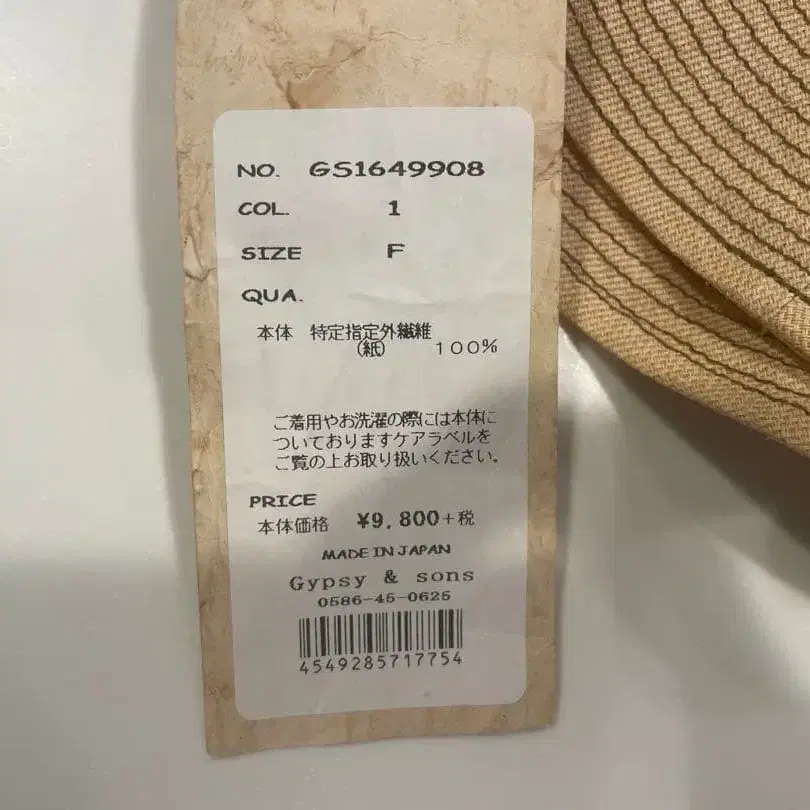 NO. GS1649908
COL. 1
SIZE F
QUA.
本体 特定指定外繊維
(紙) 100%
ご着用やお洗濯の際には本体に
ついておりますケアラベルを
ご覧の上お取り扱いください。
PRICE
本体価格 ¥9,800+税
MADE IN JAPAN
Gypsy & sons
0586-45-0625
4549285717754